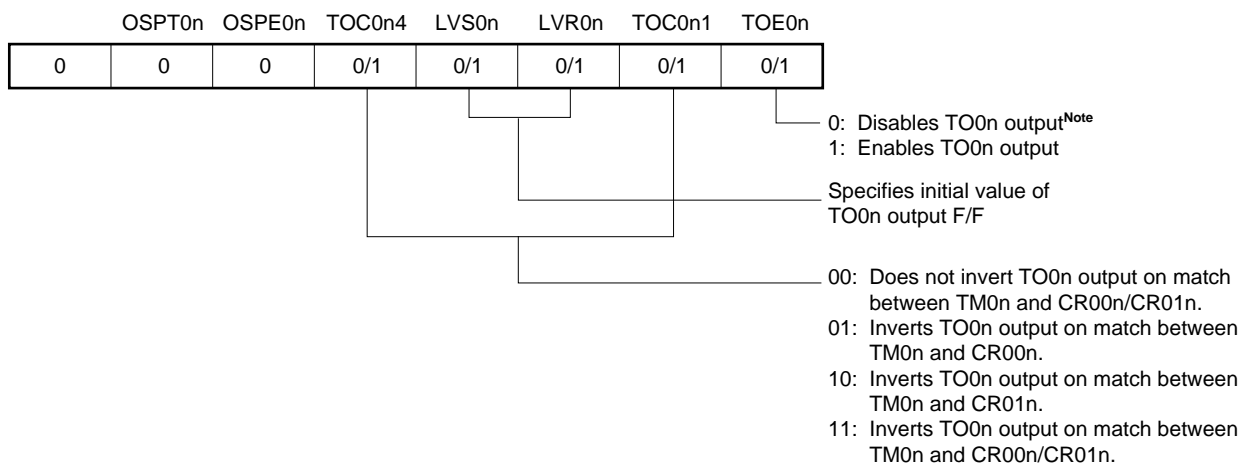 OSPT0n OSPE0n TOC0n4 LVS0n LVR0n TOC0n1 TOE0n
0 0 0 0/1 0/1 0/1 0/1 0/1
0: Disables TO0n output^Note
1: Enables TO0n output
Specifies initial value of
TO0n output F/F
00: Does not invert TO0n output on match
between TM0n and CR00n/CR01n.
01: Inverts TO0n output on match between
TM0n and CR00n.
10: Inverts TO0n output on match between
TM0n and CR01n.
11: Inverts TO0n output on match between
TM0n and CR00n/CR01n.